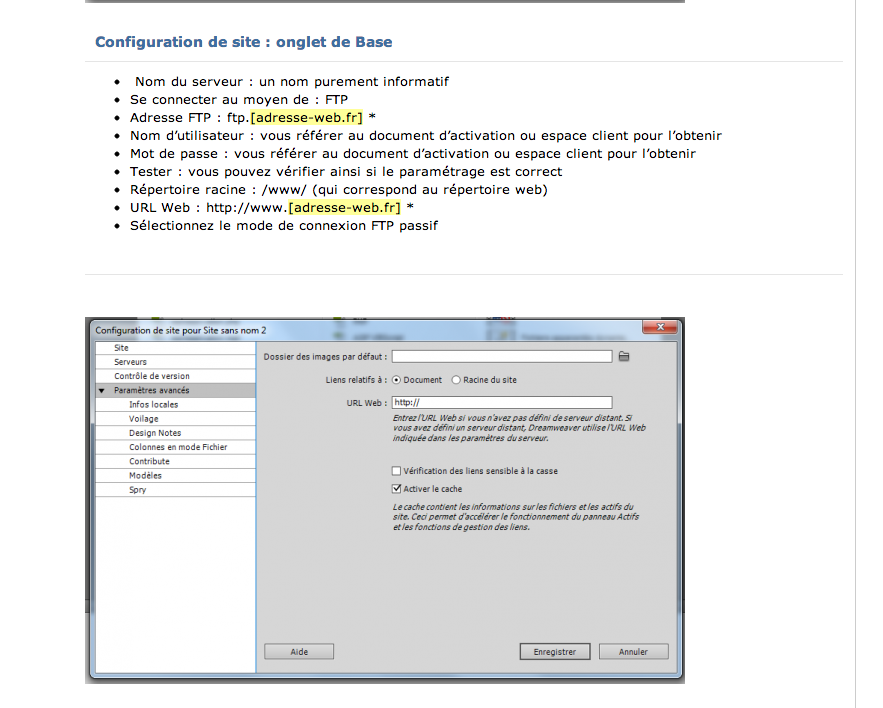 Configuration de site : onglet de Base
Nom du serveur : un nom purement informatif
Se connecter au moyen de : FTP
Adresse FTP : ftp.[adresse-web.fr] *
Nom d'utilisateur : vous référer au document d'activation ou espace client pour l'obtenir
Mot de passe : vous référer au document d'activation ou espace client pour l'obtenir
Tester : vous pouvez vérifier ainsi si le paramétrage est correct
Répertoire racine : /www/ (qui correspond au répertoire web)
URL Web : http://www.[adresse-web.fr] *
Sélectionnez le mode de connexion FTP passif
Configuration de site pour Site sans nom 2
Site
Serveurs
Contrôle de version
Paramètres avancés
Infos locales
Voilage
Design Notes
Colonnes en mode Fichier
Contribute
Modèles
Spry
Dossier des images par défaut :
Liens relatifs à : Document Racine du site
URL Web : http://
Entrez l'URL Web si vous n'avez pas défini de serveur distant. Si
vous avez défini un serveur distant, Dreamweaver utilise l'URL Web
indiquée dans les paramètres du serveur.
Vérification des liens sensible à la casse
Activer le cache
Le cache contient les informations sur les fichiers et les actifs du
site. Ceci permet d'accélérer le fonctionnement du panneau Actifs
et les fonctions de gestion des liens.
Aide Enregistrer Annuler